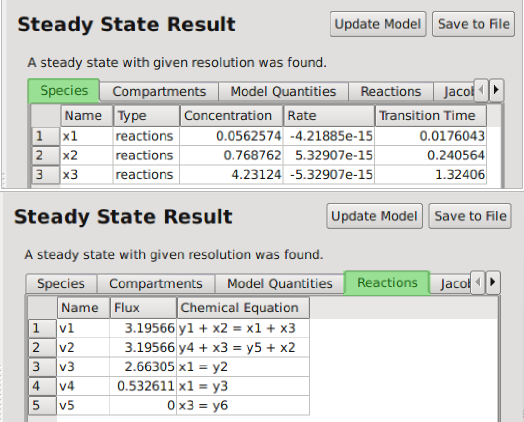 Steady State Result Update Model Save to File
A steady state with given resolution was found.
Species Compartments Model Quantities Reactions Jaco
Name Type Concentration Rate Transition Time
1 x1 reactions 0.0562574 -4.21885e-15 0.0176043
2 x2 reactions 0.768762 5.32907e-15 0.240564
3 x3 reactions 4.23124 -5.32907e-15 1.32406
Steady State Result Update Model Save to File
A steady state with given resolution was found.
Species Compartments Model Quantities Reactions Jaco
Name Flux Chemical Equation
1 v1 3.19566 y1 + x2 = x1 + x3
2 v2 3.19566 y4 + x3 = y5 + x2
3 v3 2.66305 x1 = y2
4 v4 0.532611 x1 = y3
5 v5 0 x3 = y6